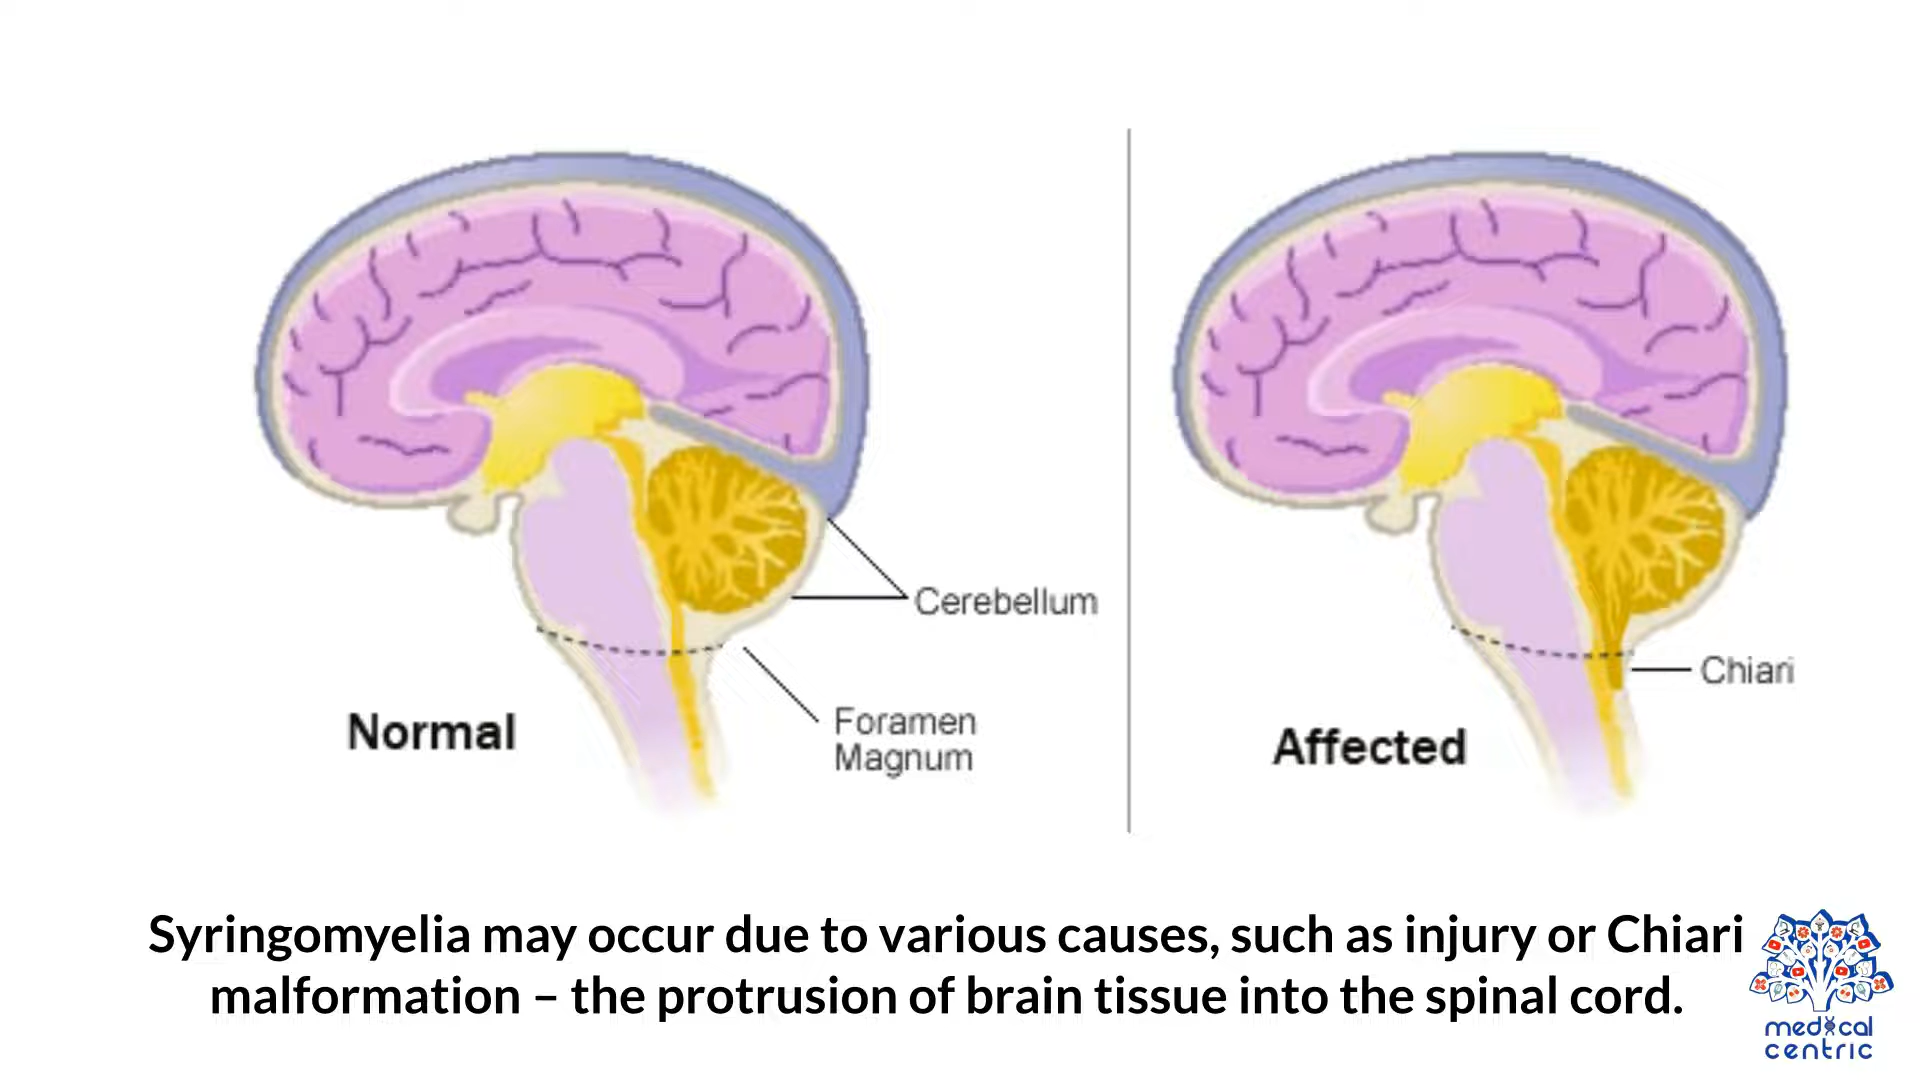 Cerebellum
Foramen
Magnum
Normal
Chiari
Affected
Syringomyelia may occur due to various causes, such as injury or Chiari
malformation – the protrusion of brain tissue into the spinal cord.
medical
centric